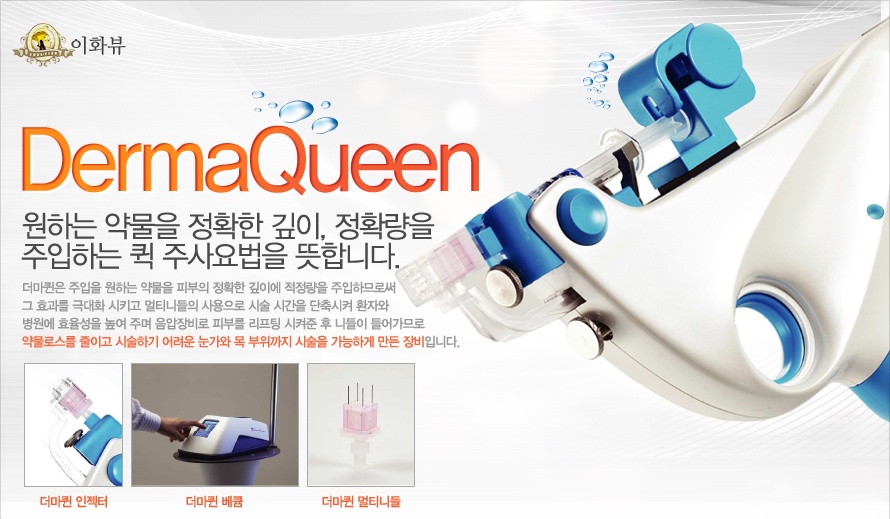 이화뷰
DermaQueen
원하는 약물을 정확한 깊이, 정확량을
주입하는 퀵 주사요법을 뜻합니다.
더마퀸은 주입을 원하는 약물을 피부의 정확한 깊이에 적정량을 주입하므로써
그 효과를 극대화 시키고 멀티니들의 사용으로 시술 시간을 단축시켜 환자와
병원에 효율성을 높여 주며 음압장비로 피부를 리프팅 시켜준 후 니들이 들어가므로
약물로스를 줄이고 시술하기 어려운 눈가와 목 부위까지 시술을 가능하게 만든 장비입니다.
더마퀸 인젝터
더마퀸 베큠
더마퀸 멀티니들